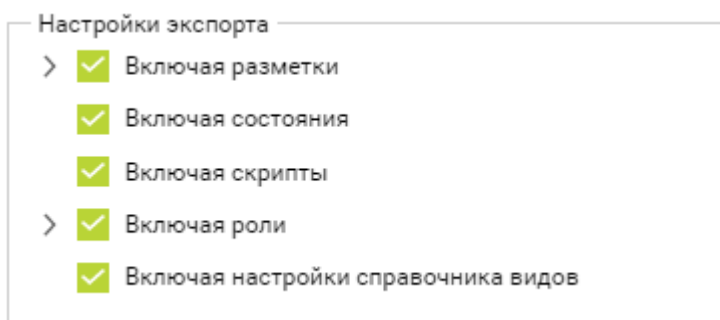 Настройки экспорта
Включая разметки
Включая состояния
Включая скрипты
Включая роли
Включая настройки справочника видов